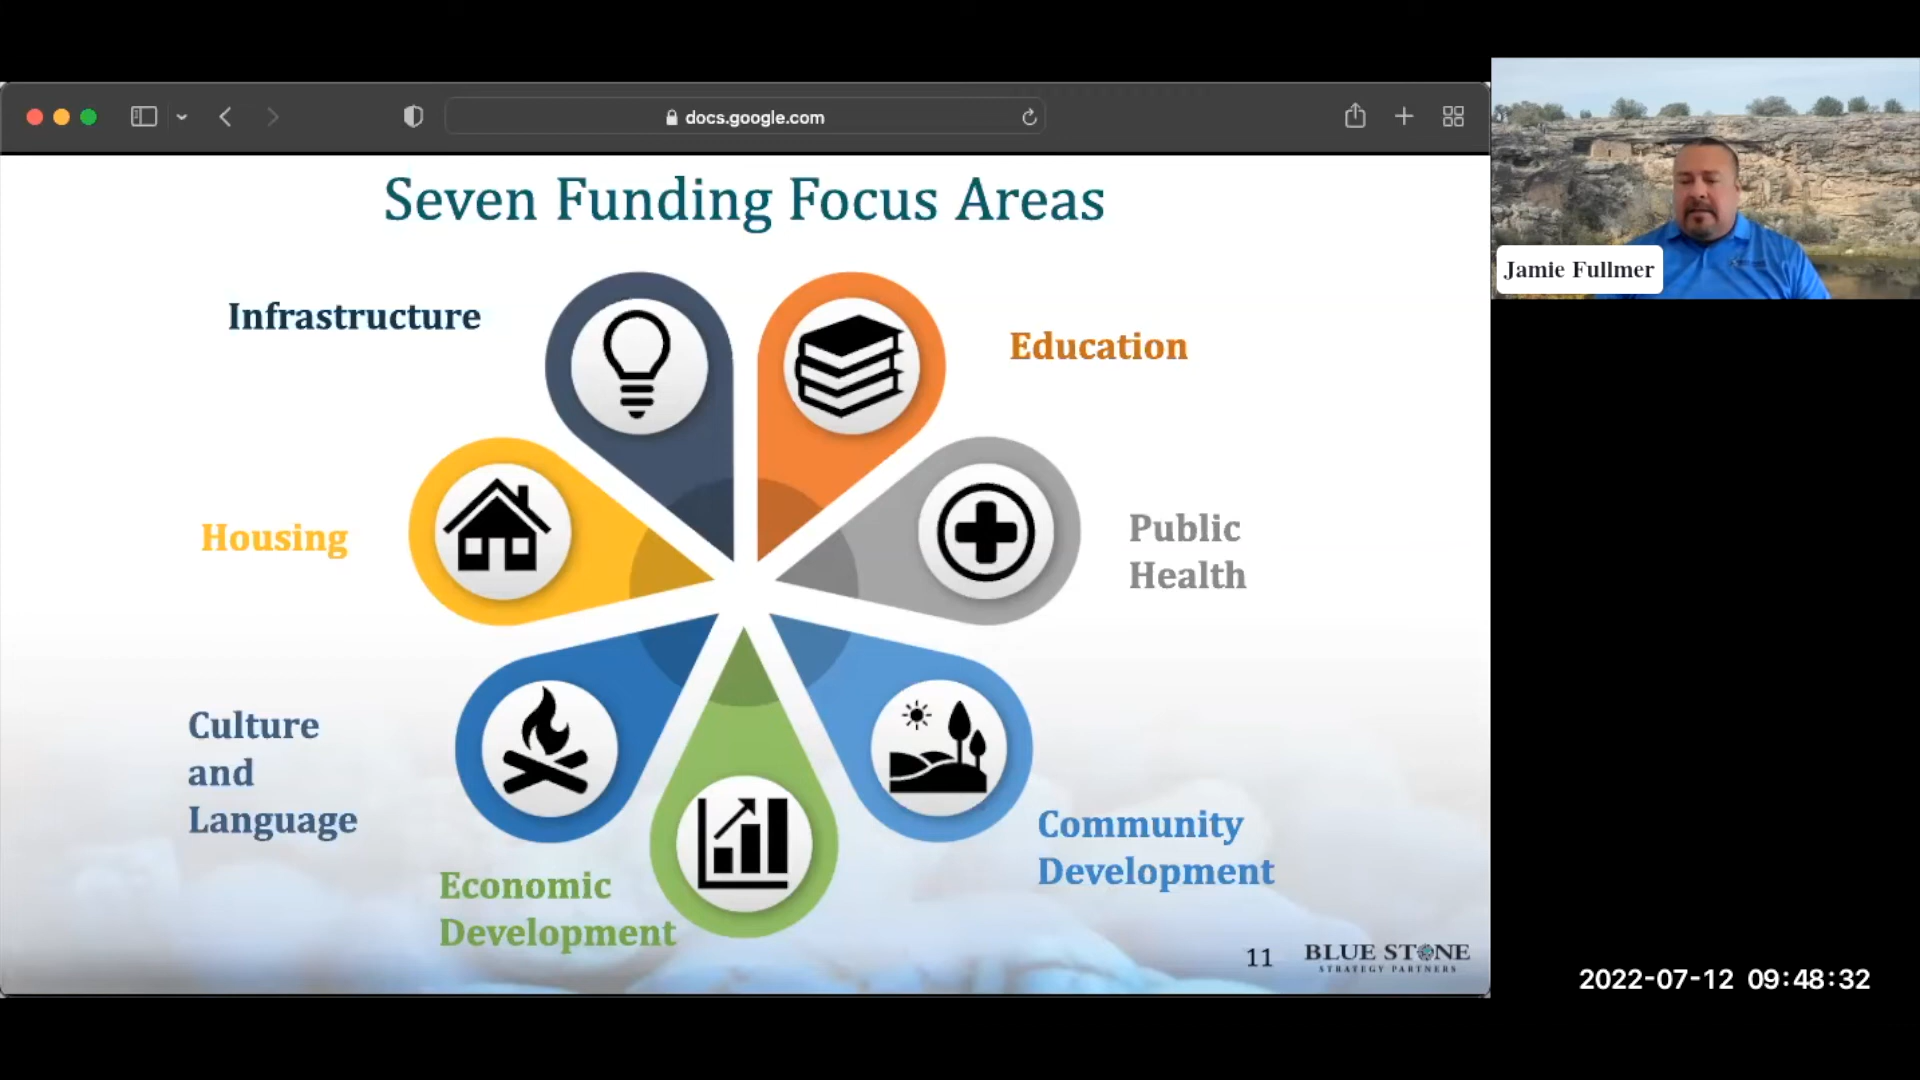 docs.google.com
Seven Funding Focus Areas
Infrastructure
Education
Housing
Public
Health
Culture
and
Language
Economic
Development
Community
Development
11
BLUE STONE
STRATEGY PARTNERS
Jamie Fullmer
2022-07-12 09:48:32